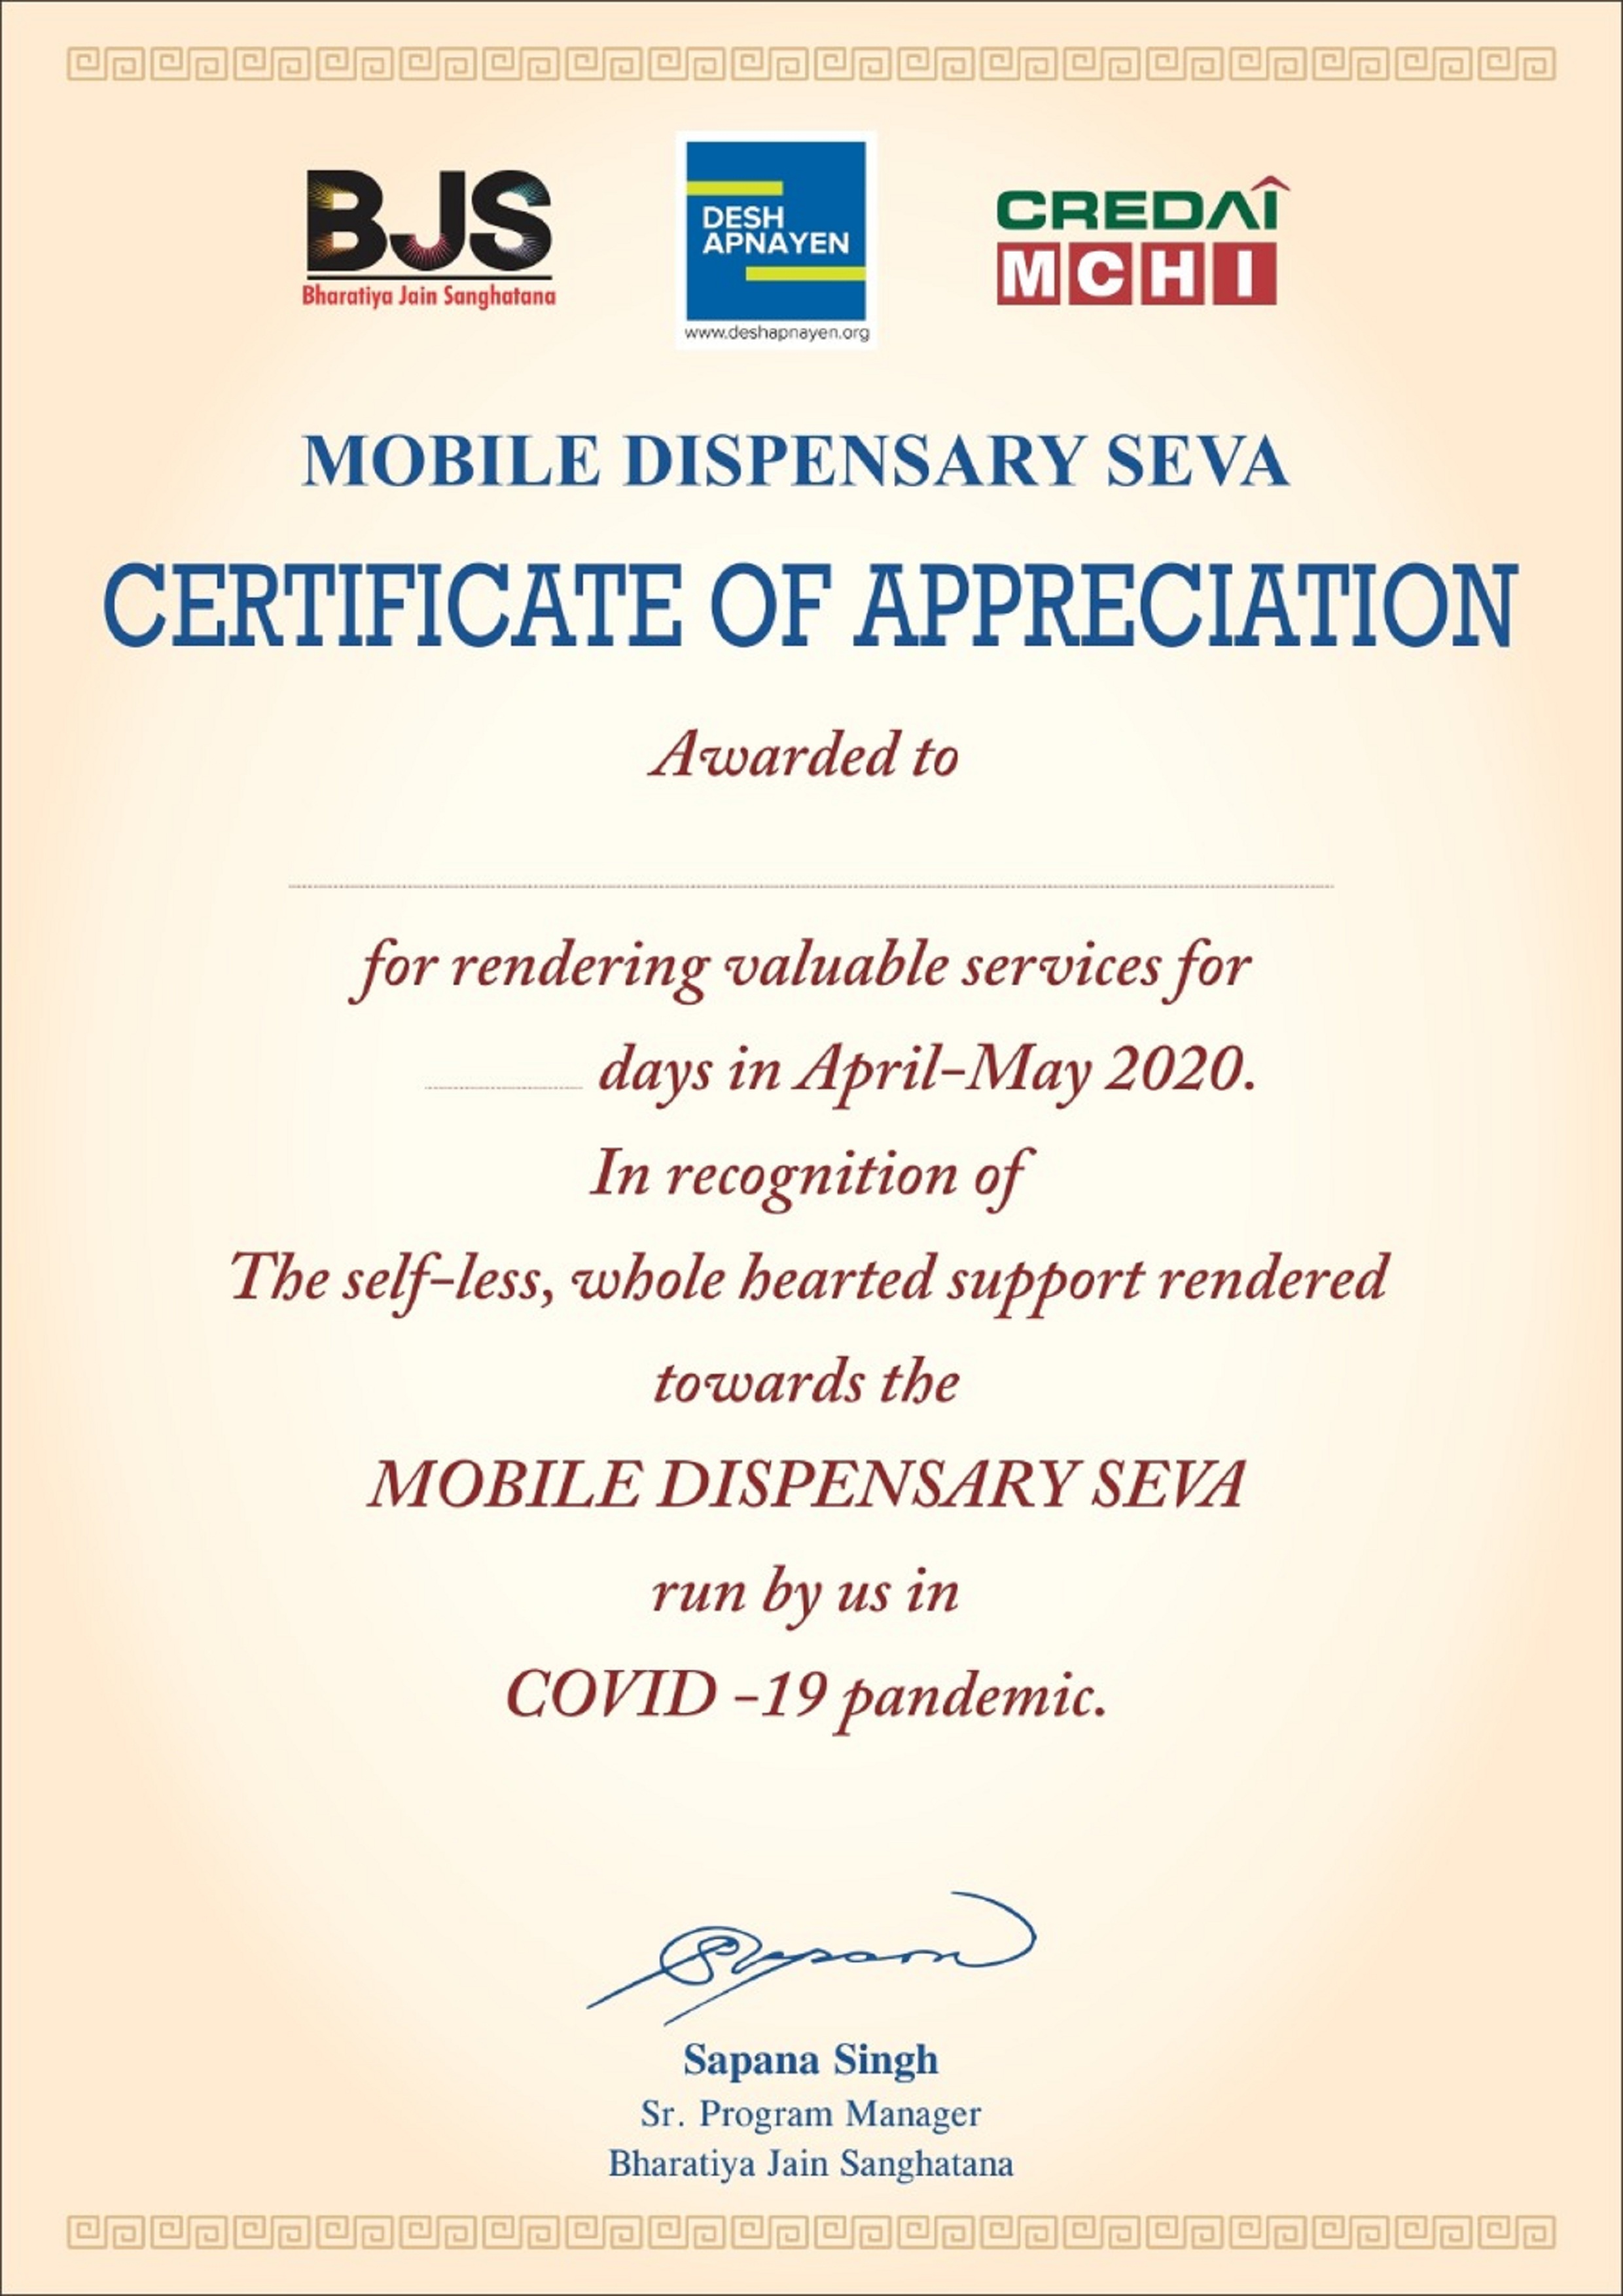 BJS
Bharatiya Jain Sanghatana
DESH
APNAYEN
www.deshapnayen.org
CREDAI
MCHI
MOBILE DISPENSARY SEVA
CERTIFICATE OF APPRECIATION
Awarded to
for rendering valuable services for
days in April-May 2020.
In recognition of
The self-less, whole hearted support rendered
towards the
MOBILE DISPENSARY SEVA
run by us in
COVID -19 pandemic.
Sapana
Sapana Singh
Sr. Program Manager
Bharatiya Jain Sanghatana